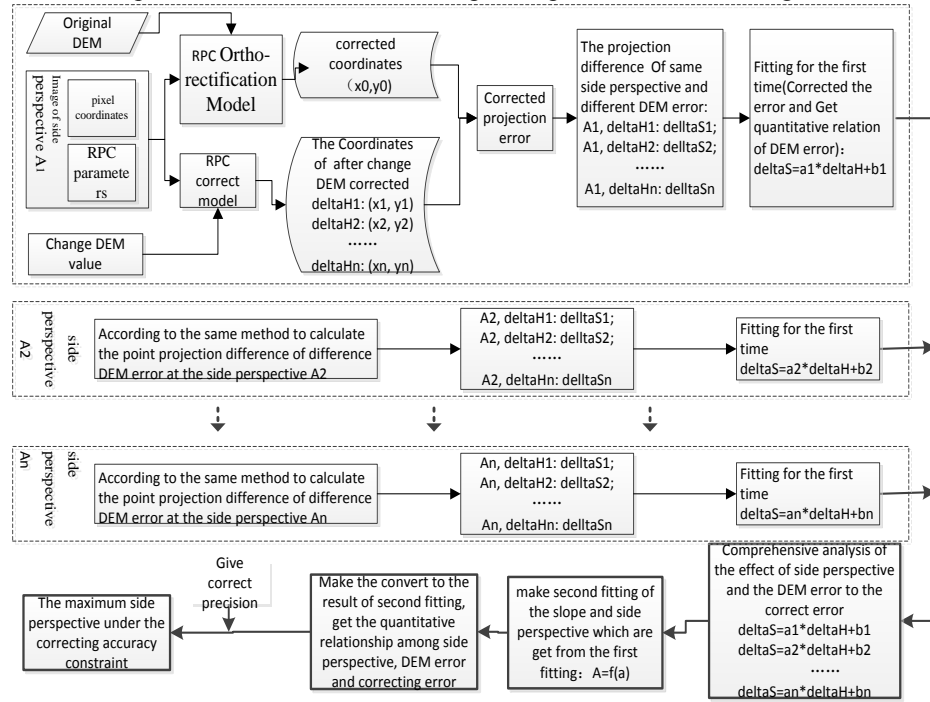 Original
DEM
Image of side
perspective A1
pixel
coordinates
RPC
paramete
rs
Change DEM
value
RPC Ortho-
rectification
Model
RPC
correct
model
corrected
coordinates
(x0,y0)
The Coordinates
of after change
DEM corrected
deltaH1: (x1, y1)
deltaH2: (x2, y2)
……
deltaHn: (xn, yn)
Corrected
projection
error
The projection
difference Of same
side perspective and
different DEM error:
A1, deltaH1: delltaS1;
A1, deltaH2: delltaS2;
……
A1, deltaHn: delltaSn
Fitting for the first
time(Corrected the
error and Get
quantitative relation
of DEM error):
deltaS=a1*deltaH+b1
side
perspective
A2
According to the same method to calculate
the point projection difference of difference
DEM error at the side perspective A2
A2, deltaH1: delltaS1;
A2, deltaH2: delltaS2;
……
A2, deltaHn: delltaSn
Fitting for the first
time
deltaS=a2*deltaH+b2
side
perspective
An
According to the same method to calculate
the point projection difference of difference
DEM error at the side perspective An
An, deltaH1: delltaS1;
An, deltaH2: delltaS2;
……
An, deltaHn: delltaSn
Fitting for the first
time
deltaS=an*deltaH+bn
Comprehensive analysis of
the effect of side perspective
and the DEM error to the
correct error
deltaS=a1*deltaH+b1
deltaS=a2*deltaH+b2
……
deltaS=an*deltaH+bn
make second fitting of
the slope and side
perspective which are
get from the first
fitting: A=f(a)
Make the convert to the
result of second fitting,
get the quantitative
relationship among side
perspective, DEM error
and correcting error
Give
correct
precision
The maximum side
perspective under the
correcting accuracy
constraint